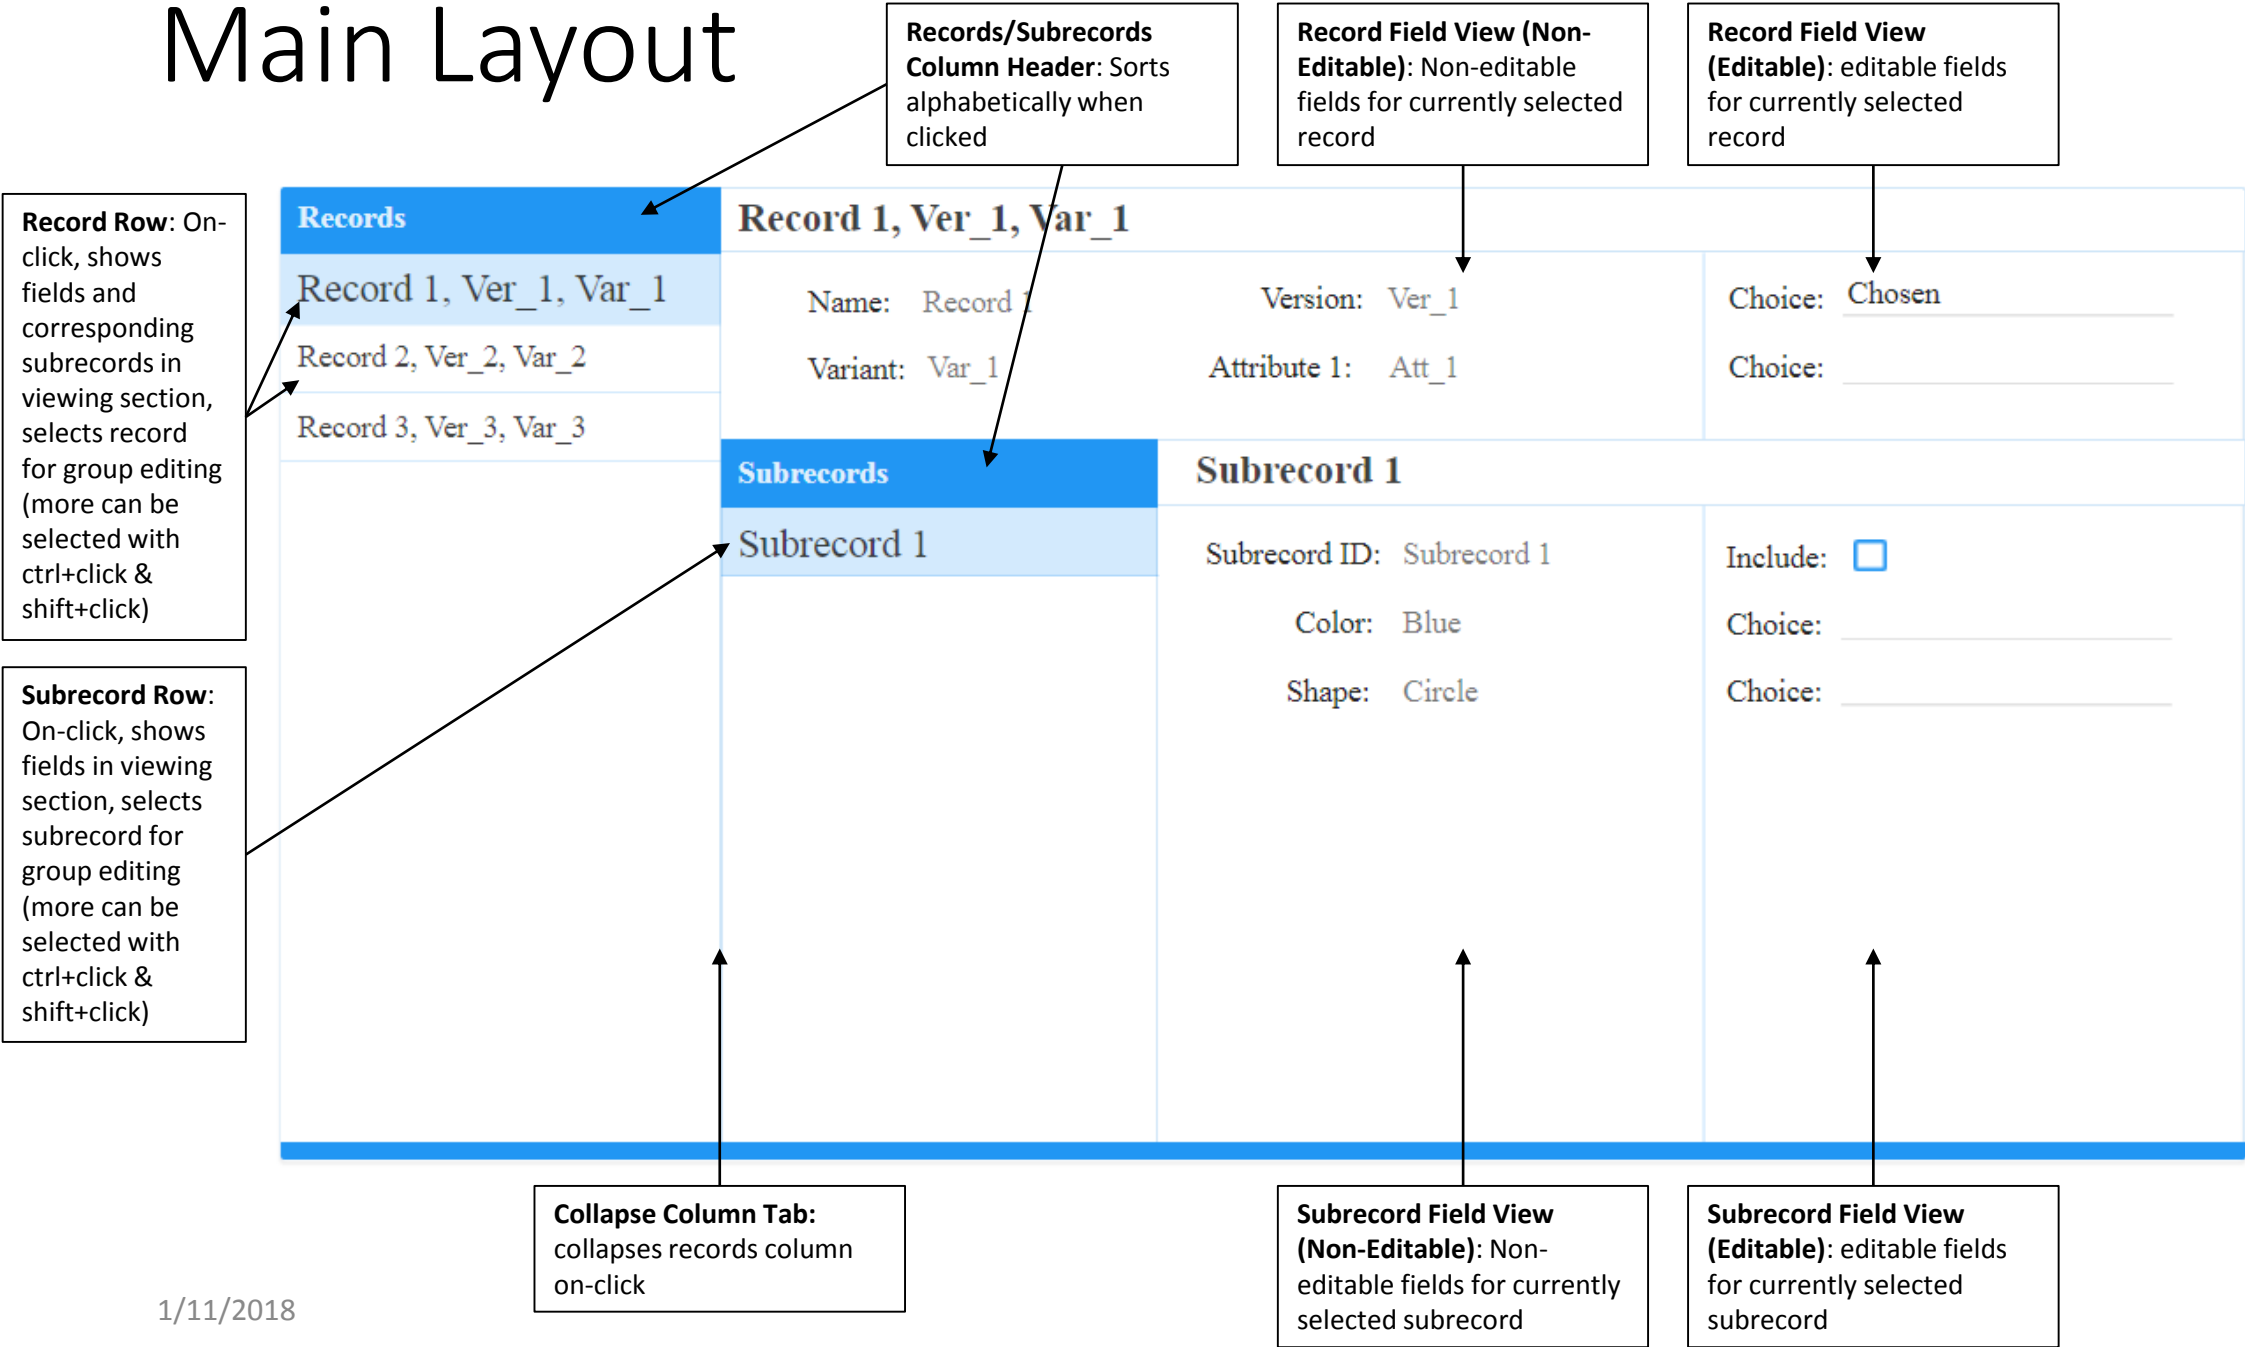 Main Layout
Records/Subrecords
Column Header: Sorts
alphabetically when
clicked
Record Field View (Non-
Editable): Non-editable
fields for currently selected
record
Record Field View
(Editable): editable fields
for currently selected
record
Record Row: On-
click, shows
fields and
corresponding
subrecords in
viewing section,
selects record
for group editing
(more can be
selected with
ctrl+click &
shift+click)
Subrecord Row:
On-click, shows
fields in viewing
section, selects
subrecord for
group editing
(more can be
selected with
ctrl+click &
shift+click)
Records
Record 1, Ver_1, Var_1
Record 2, Ver_2, Var_2
Record 3, Ver_3, Var_3
Record 1, Ver_1, Var_1
Name: Record 1
Version: Ver_1
Choice: Chosen
Variant: Var_1
Attribute 1: Att_1
Choice:
Subrecords
Subrecord 1
Subrecord 1
Subrecord ID: Subrecord 1
Include:
Color: Blue
Choice:
Shape: Circle
Choice:
Collapse Column Tab:
collapses records column
on-click
Subrecord Field View
(Non-Editable): Non-
editable fields for currently
selected subrecord
Subrecord Field View
(Editable): editable fields
for currently selected
subrecord
1/11/2018